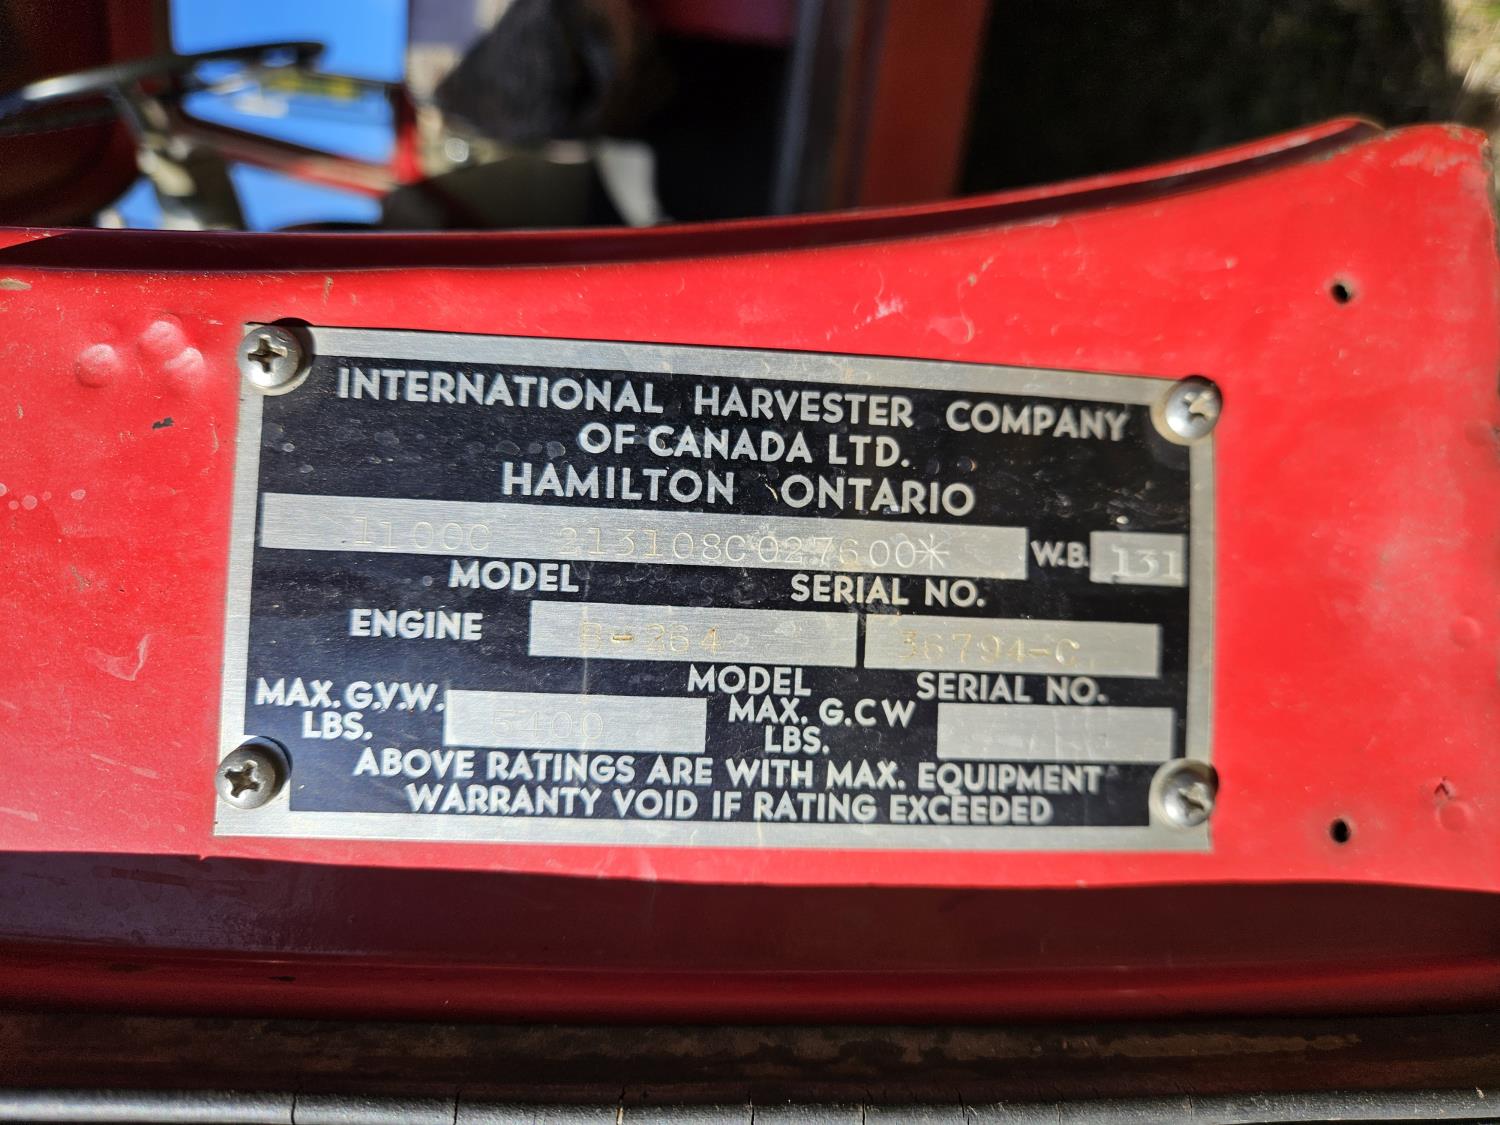 INTERNATIONAL HARVESTER COMPANY
OF CANADA LTD.
HAMILTON ONTARIO
1100C 213108C027600* W.B. 131
MODEL SERIAL NO.
ENGINE B-264 36794-C
MODEL SERIAL NO.
MAX. G.V.W. LBS. 5400 MAX. G.C W LBS.
ABOVE RATINGS ARE WITH MAX. EQUIPMENT
WARRANTY VOID IF RATING EXCEEDED